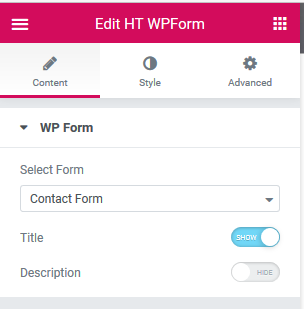 Edit HT WPForm
Content Style Advanced
WP Form
Select Form
Contact Form
Title SHOW
Description HIDE